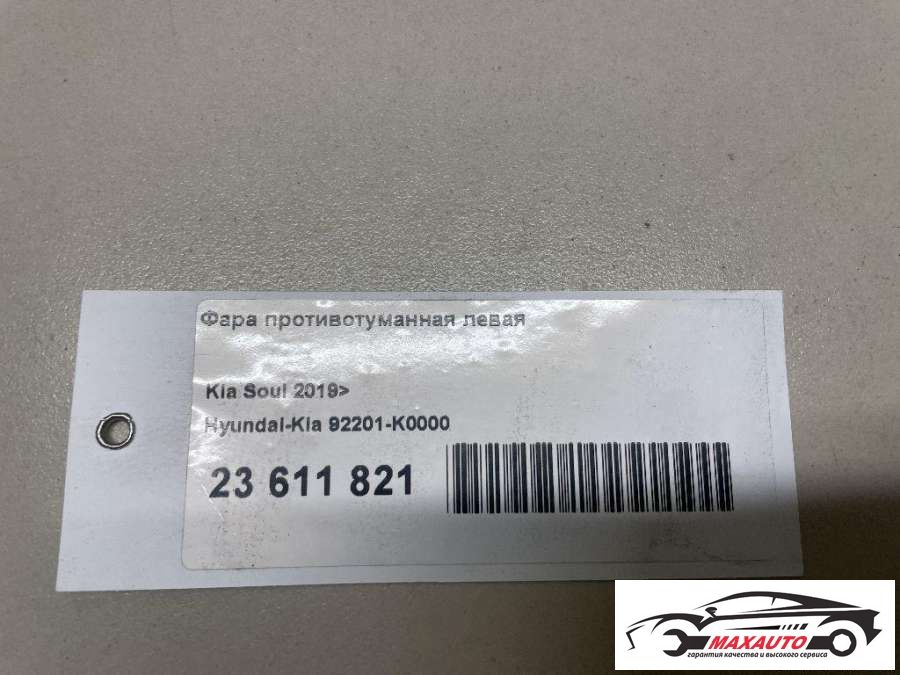 Фара противотуманная левая
Kia Soul 2019>
Hyundai-Kia 92201-K0000
23 611 821
MAXAUTO
гарантия качества и высокого сервиса